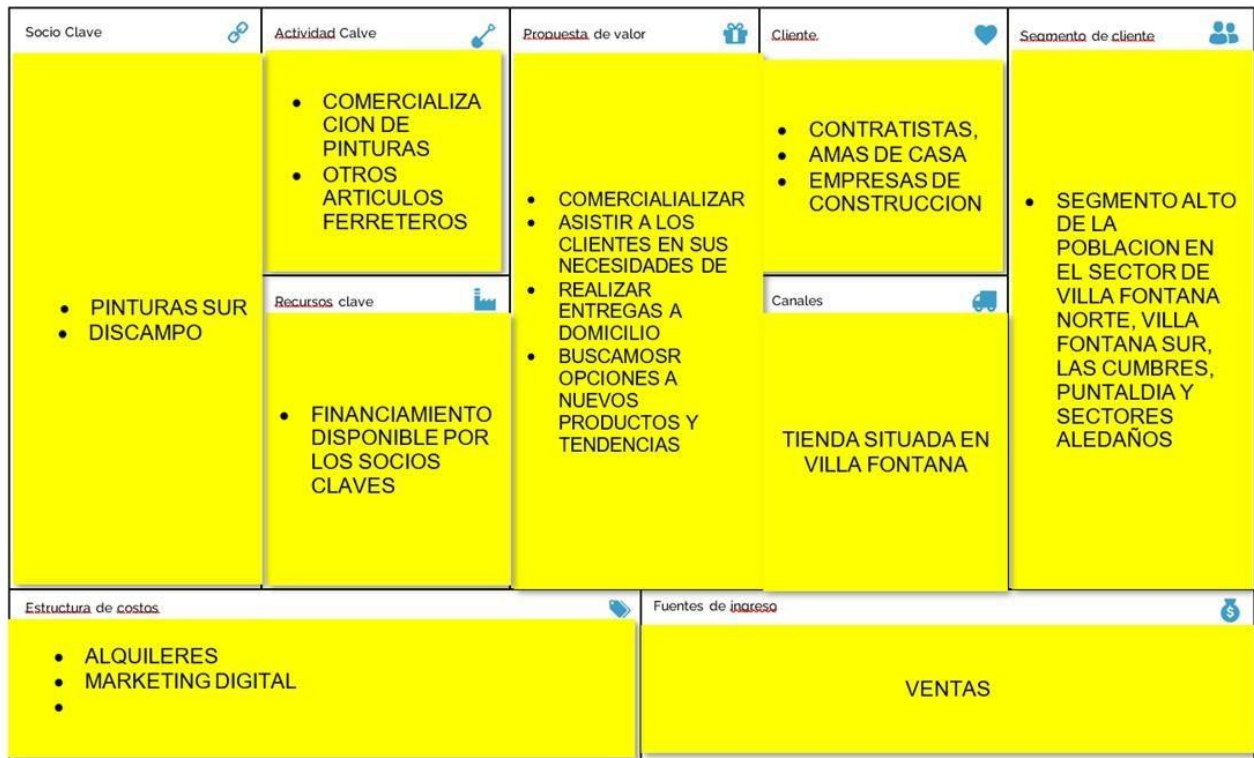 Socio Clave
• PINTURAS SUR
• DISCAMPO
Actividad Calve
• COMERCIALIZA
CION DE
PINTURAS
• OTROS
ARTICULOS
FERRETEROS
Recursos clave
• FINANCIAMIENTO
DISPONIBLE POR
LOS SOCIOS
CLAVES
Propuesta de valor
• COMERCIALIALIZAR
• ASISTIR A LOS
CLIENTES EN SUS
NECESIDADES DE
• REALIZAR
ENTREGAS A
DOMICILIO
• BUSCAMOSR
OPCIONES A
NUEVOS
PRODUCTOS Y
TENDENCIAS
Cliente.
• CONTRATISTAS,
• AMAS DE CASA
• EMPRESAS DE
CONSTRUCCION
Canales
TIENDA SITUADA EN
VILLA FONTANA
Segmento de cliente
• SEGMENTO ALTO
DE LA
POBLACION EN
EL SECTOR DE
VILLA FONTANA
NORTE, VILLA
FONTANA SUR,
LAS CUMBRES,
PUNTALDIA Y
SECTORES
ALEDAÑOS
Estructura de costos
• ALQUILERES
• MARKETING DIGITAL
•
Fuentes de ingreso
$
VENTAS